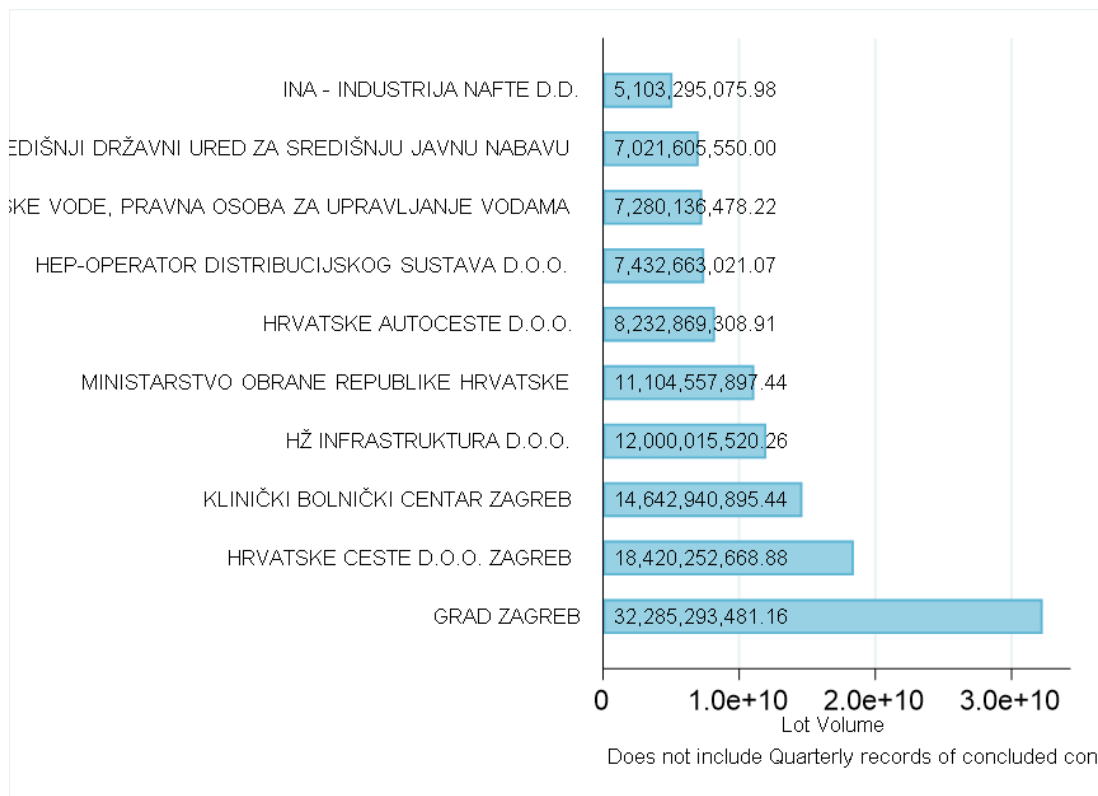 INA - INDUSTRIJA NAFTE D.D. 5,103,295,075.98
DRŽAVNI URED ZA SREDIŠNJU JAVNU NABAVU 7,021,605,550.00
VODE, PRAVNA OSOBA ZA UPRAVLJANJE VODAMA 7,280,136,478.22
HEP-OPERATOR DISTRIBUCIJSKOG SUSTAVA D.O.O. 7,432,663,021.07
HRVATSKE AUTOCESTE D.O.O. 8,232,869,308.91
MINISTARSTVO OBRANE REPUBLIKE HRVATSKE 11,104,557,897.44
HŽ INFRASTRUKTURA D.O.O. 12,000,015,520.26
KLINIČKI BOLNIČKI CENTAR ZAGREB 14,642,940,895.44
HRVATSKE CESTE D.O.O. ZAGREB 18,420,252,668.88
GRAD ZAGREB 32,285,293,481.16
0 1.0e+10 2.0e+10 3.0e+10
Lot Volume
Does not include Quarterly records of concluded